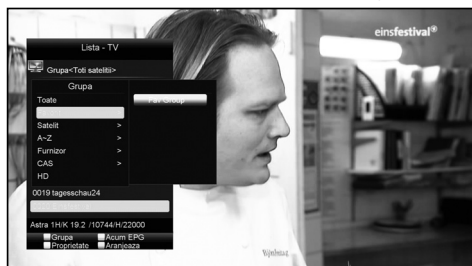 einsfestival®
Lista - TV
Grupa<Toti satelitii>
Grupa
Toate
Fav Group
Satelit >
A~Z >
Furnizor >
CAS >
HD
0019 tagesschau24
Astra 1H/K 19.2 /10744/H/22000
Grupa Acum EPG
Proprietate Aranjeaza